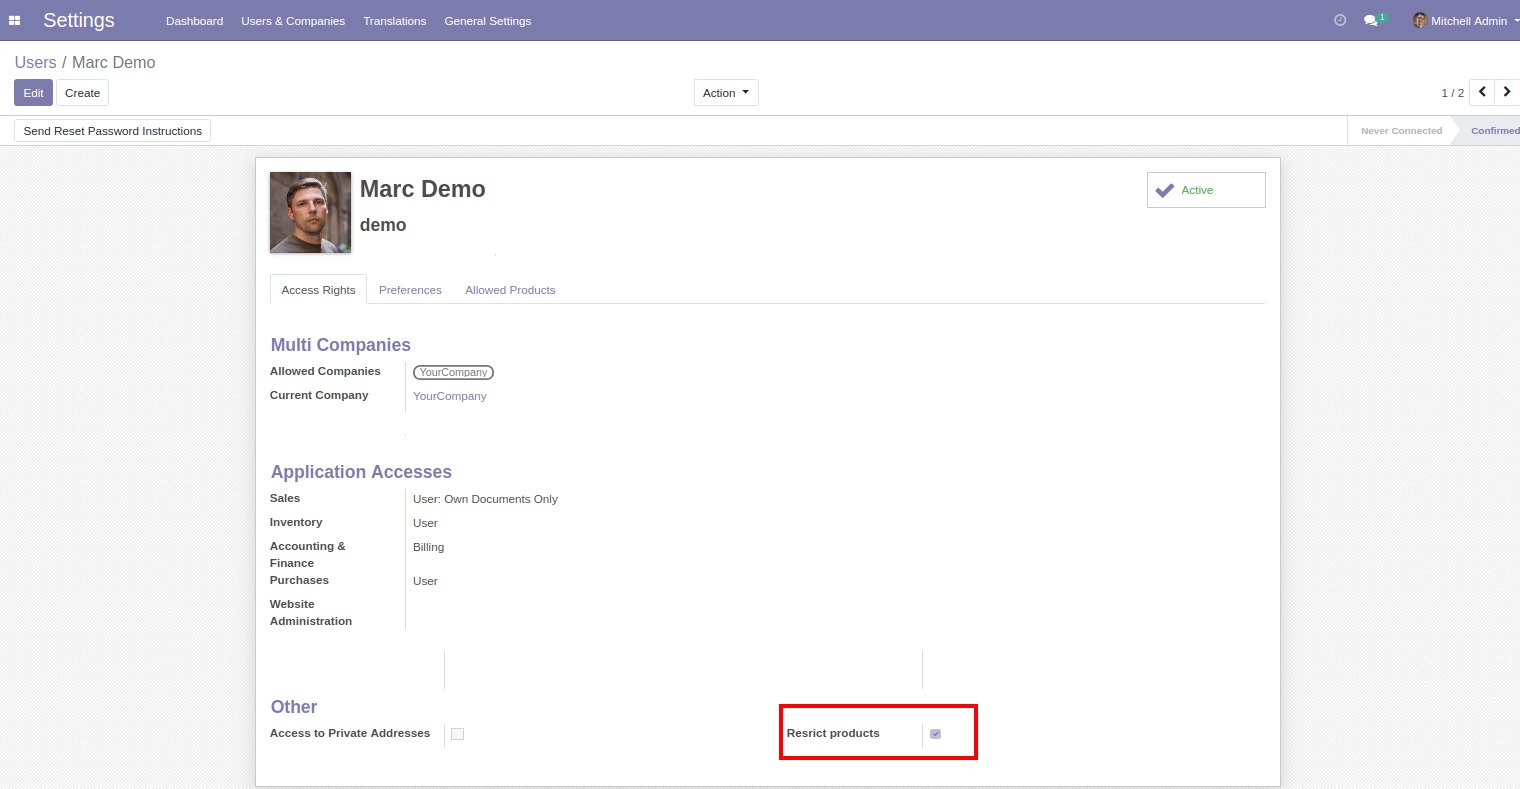 Settings Dashboard Users & Companies Translations General Settings 1 Mitchell Admin
Users / Marc Demo
Edit Create Action 1 / 2
Send Reset Password Instructions Never Connected Confirmed
Marc Demo
Active
demo
Access Rights Preferences Allowed Products
Multi Companies
Allowed Companies YourCompany
Current Company YourCompany
Application Accesses
Sales User: Own Documents Only
Inventory User
Accounting & Billing
Finance
Purchases User
Website
Administration
Other
Access to Private Addresses Resrict products